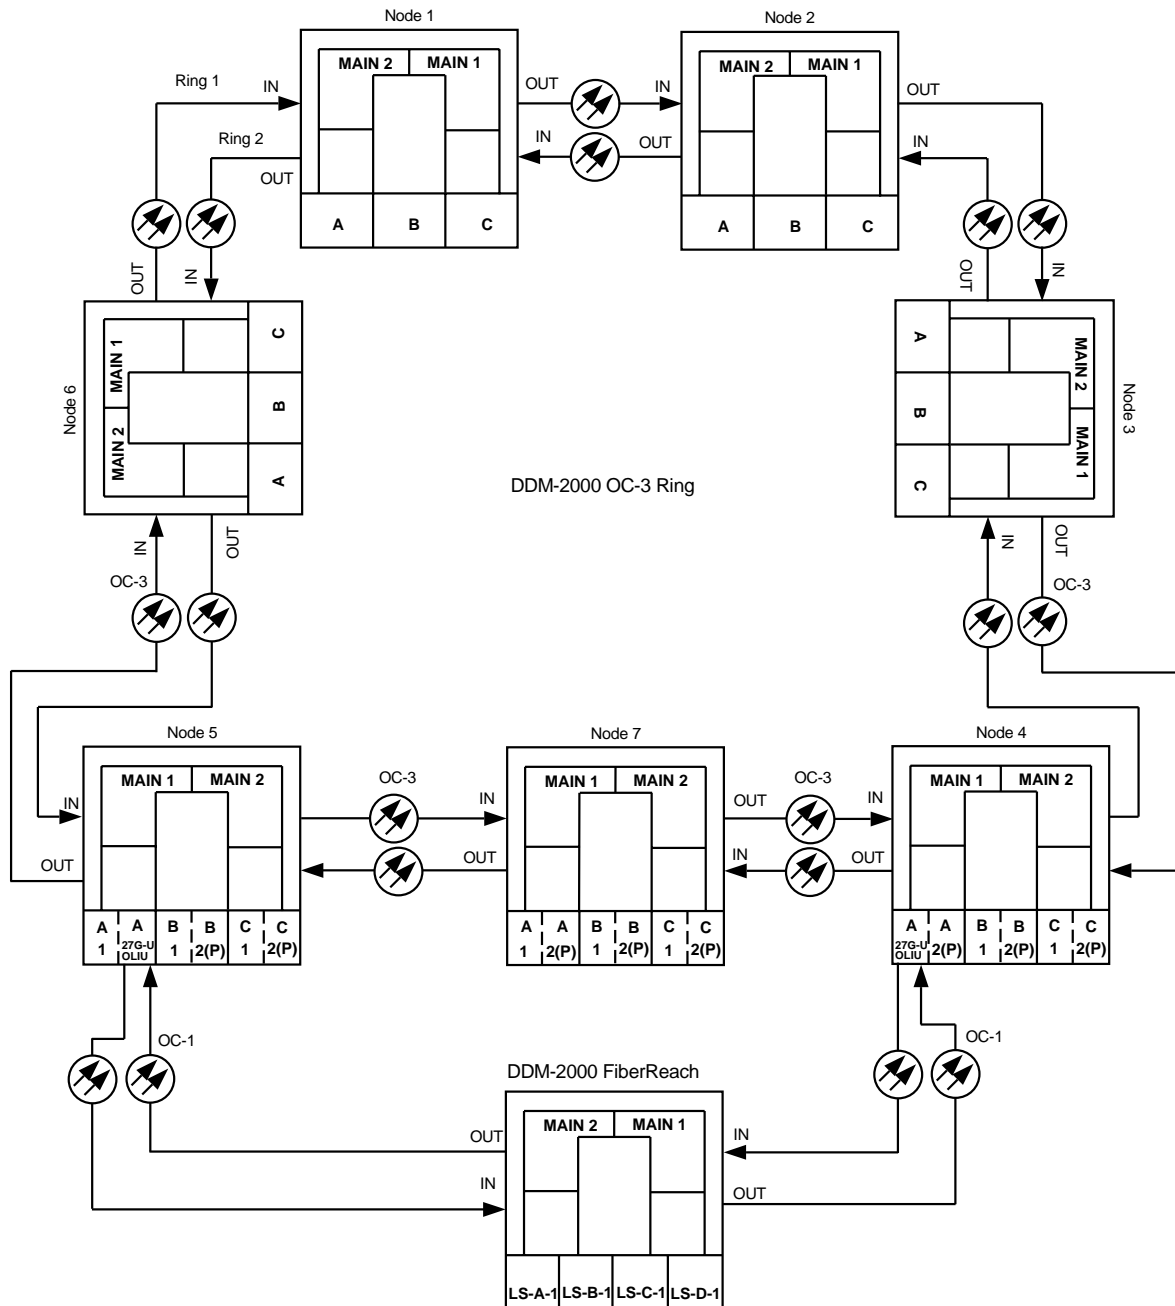 Node 1
Node 2
MAIN 2 MAIN 1
MAIN 2 MAIN 1
Ring 1
IN
OUT
IN
OUT
Ring 2
OUT
IN
OUT
IN
A B C
A B C
OUT
IN
OUT
IN
Node 6
MAIN 1
MAIN 2
C
B
A
A
B
C
MAIN 2
MAIN 1
Node 3
DDM-2000 OC-3 Ring
IN
OUT
IN
OUT
OC-3
OC-3
Node 5
Node 7
Node 4
MAIN 1 MAIN 2
MAIN 1 MAIN 2
MAIN 1 MAIN 2
OC-3
OC-3
IN
IN
OUT
IN
OUT
OUT
IN
OUT
A A B B C C
1 27G-U OLIU 1 2(P) 1 2(P)
A A B B C C
1 2(P) 1 2(P) 1 2(P)
A A B B C C
27G-U OLIU 2(P) 1 2(P) 1 2(P)
OC-1
OC-1
DDM-2000 FiberReach
MAIN 2 MAIN 1
OUT
IN
IN
OUT
LS-A-1 LS-B-1 LS-C-1 LS-D-1